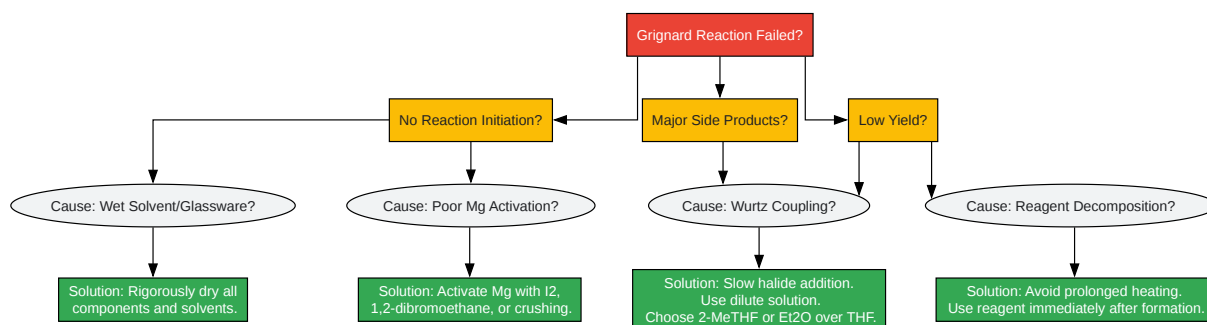 Grignard Reaction Failed?
No Reaction Initiation?
Major Side Products?
Low Yield?
Cause: Wet Solvent/Glassware?
Cause: Poor Mg Activation?
Cause: Wurtz Coupling?
Cause: Reagent Decomposition?
Solution: Rigorously dry all
components and solvents.
Solution: Activate Mg with I2,
1,2-dibromoethane, or crushing.
Solution: Slow halide addition.
Use dilute solution.
Choose 2-MeTHF or Et2O over THF.
Solution: Avoid prolonged heating.
Use reagent immediately after formation.